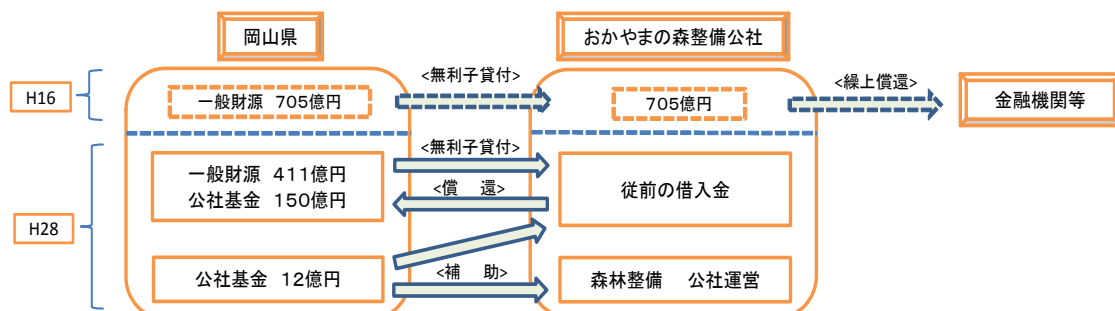 岡山県
おかやまの森整備公社
H16
一般財源 705億円
<無利子貸付>
705億円
<繰上償還>
金融機関等
H28
一般財源 411億円
公社基金 150億円
<無利子貸付>
<償 還>
従前の借入金
公社基金 12億円
<補 助>
森林整備 公社運営